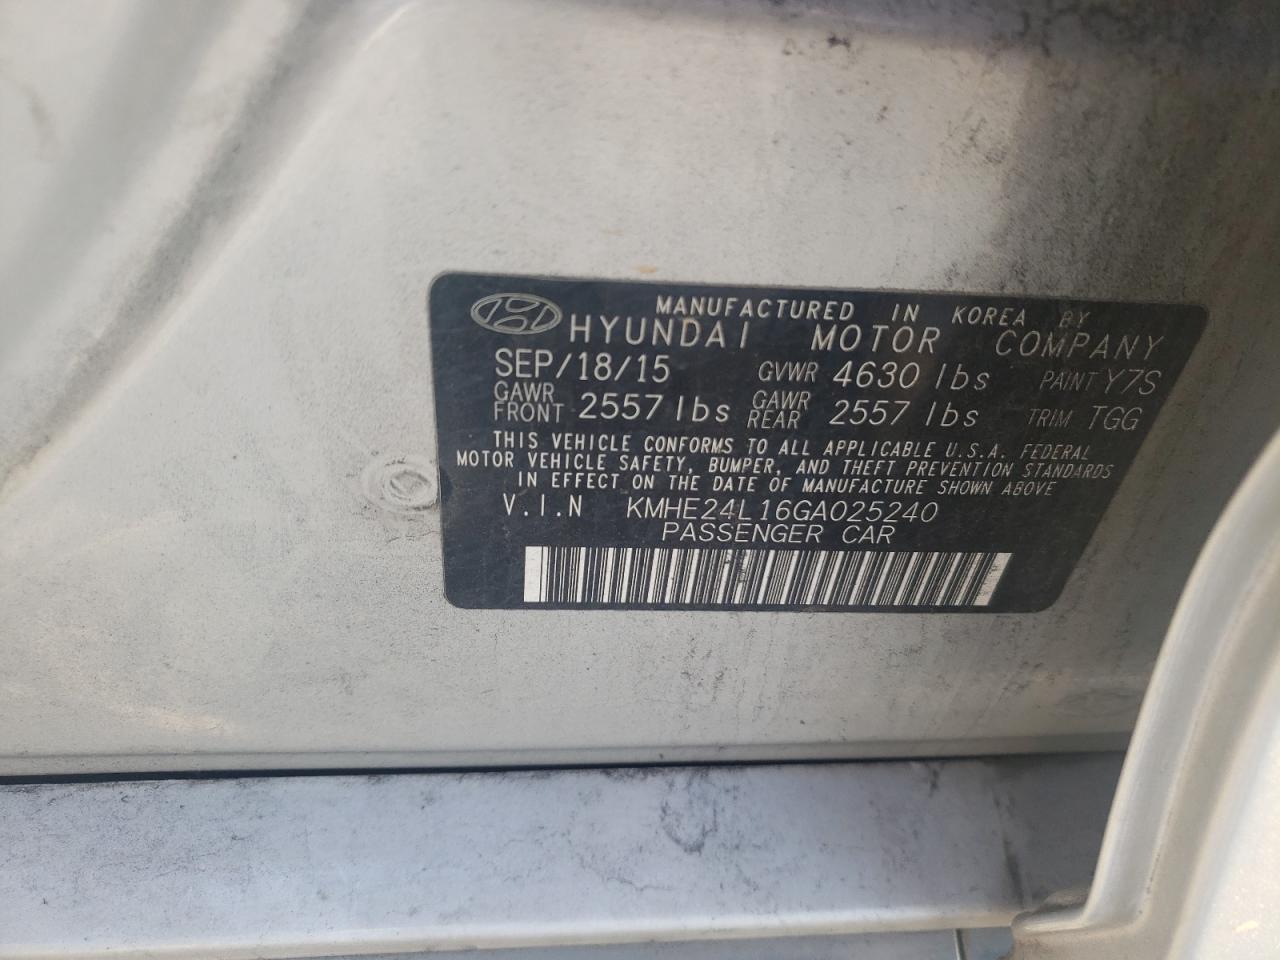 MANUFACTURED IN KOREA BY
HYUNDAI MOTOR COMPANY
SEP/18/15 GVWR 4630 lbs PAINT Y7S
GAWR FRONT 2557 lbs GAWR REAR 2557 lbs TRIM TGG
THIS VEHICLE CONFORMS TO ALL APPLICABLE U.S.A. FEDERAL
MOTOR VEHICLE SAFETY, BUMPER, AND THEFT PREVENTION STANDARDS
IN EFFECT ON THE DATE OF MANUFACTURE SHOWN ABOVE
V.I.N KMHE24L16GA025240
PASSENGER CAR